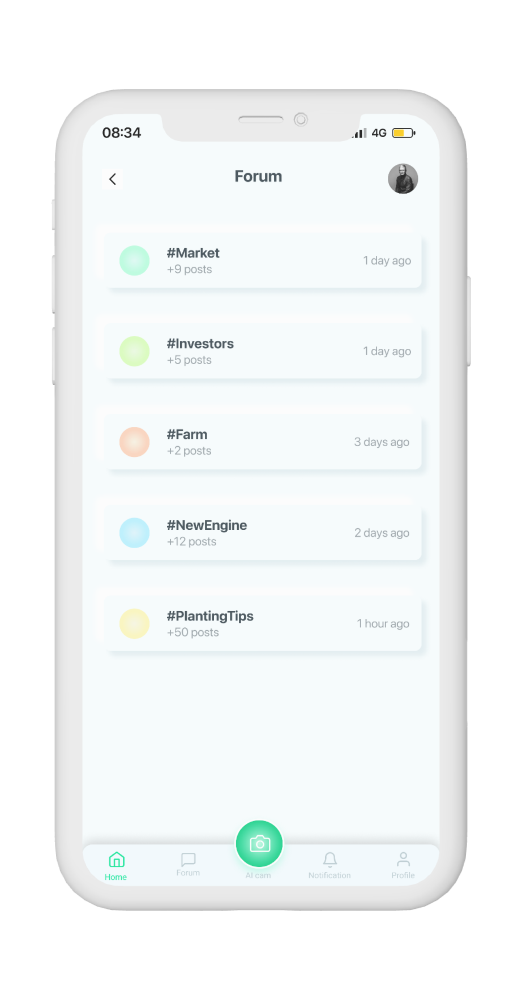 08:34
4G
Forum
#Market
+9 posts
1 day ago
#Investors
+5 posts
1 day ago
#Farm
+2 posts
3 days ago
#NewEngine
+12 posts
2 days ago
#PlantingTips
+50 posts
1 hour ago
Home
Forum
AI cam
Notification
Profile